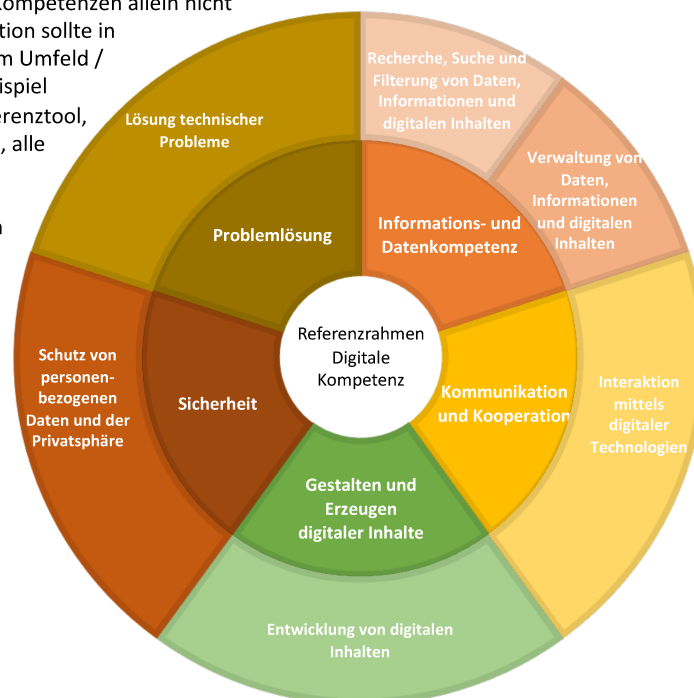 ompetenzen allein nicht
tion sollte in
m Umfeld /
ispiel
erenztool,
, alle
Recherche, Suche und
Filterung von Daten,
Informationen und
digitalen Inhalten
Verwaltung von
Daten,
Informationen
und digitalen
Inhalten
Lösung technischer
Probleme
Problemlösung
Informations- und
Datenkompetenz
Referenzrahmen
Digitale
Kompetenz
Schutz von
personen-
bezogenen
Daten und der
Privatsphäre
Sicherheit
Kommunikation
und Kooperation
Interaktion
mittels
digitaler
Technologien
Gestalten und
Erzeugen
digitaler Inhalte
Entwicklung von digitalen
Inhalten